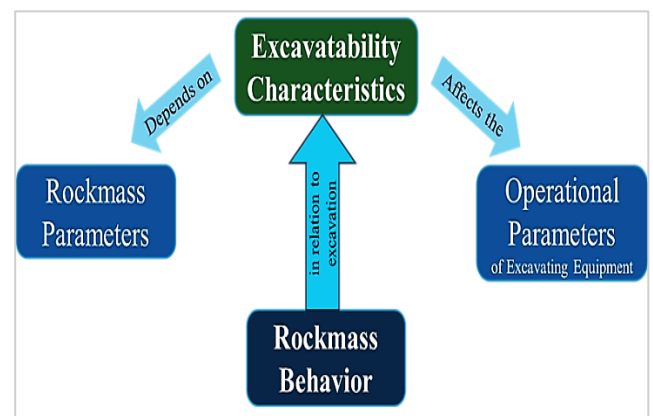 Excavatability
Characteristics
Depends on
Affects the
Rockmass
Parameters
in relation to
excavation
Operational
Parameters
of Excavating Equipment
Rockmass
Behavior